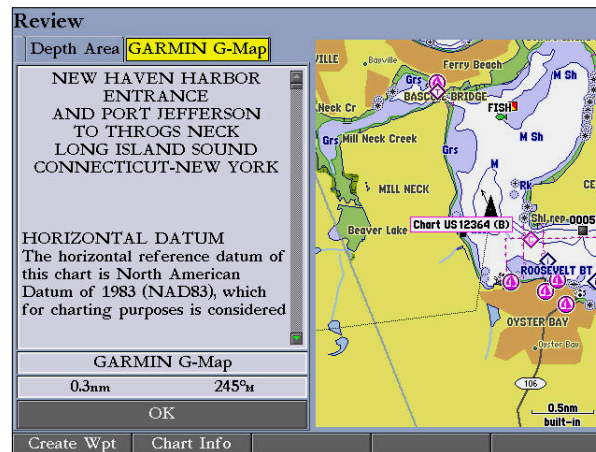 Review
Depth Area GARMIN G-Map
NEW HAVEN HARBOR
ENTRANCE
AND PORT JEFFERSON
TO THROGS NECK
LONG ISLAND SOUND
CONNECTICUT-NEW YORK
HORIZONTAL DATUM
The horizontal reference datum of
this chart is North American
Datum of 1983 (NAD83), which
for charting purposes is considered
GARMIN G-Map
0.3nm 245°M
OK
Create Wpt Chart Info
VILLE
Bayville
Ferry Beach
M Sh
Grs
BRIDGE
FISH
Neck Cr
Grs
Mill Neck Creek
Grs
M Sh
M
MILL NECK
Rk
CE
Beaver Lake
Chart US12364 (B)
Shl rep
0005
ROOSEVELT BT
OYSTER BAY
Oyster Bay
106
0.5nm
built-in